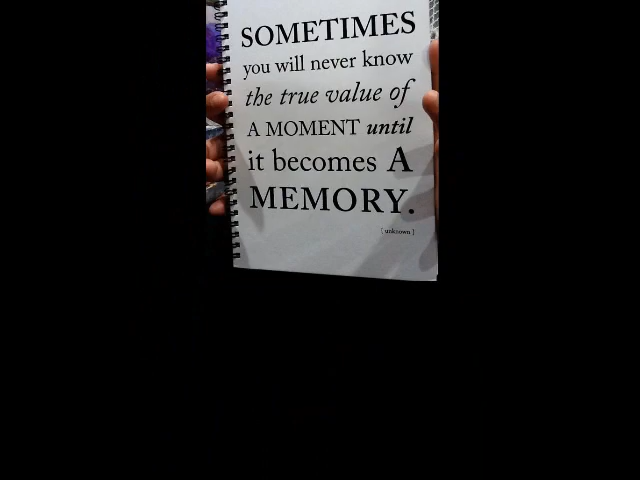 SOMETIMES
you will never know
the true value of
A MOMENT until
it becomes A
MEMORY.
[ unknown ]